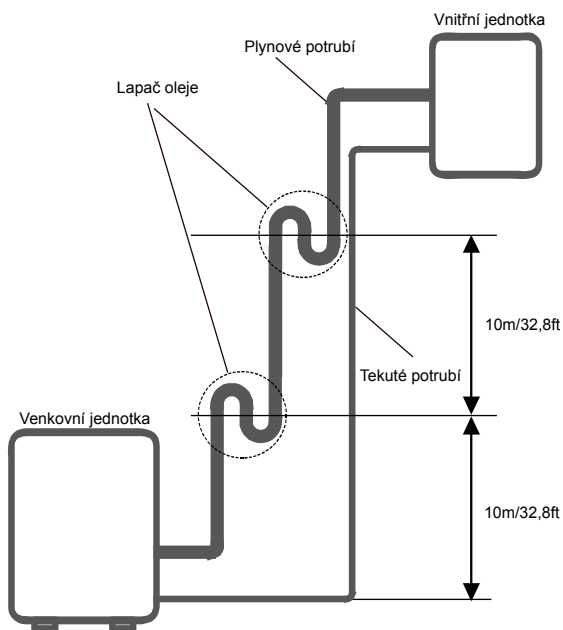 Vnitřní jednotka
Plynové potrubí
Lapač oleje
10m/32,8ft
Tekuté potrubí
Venkovní jednotka
10m/32,8ft